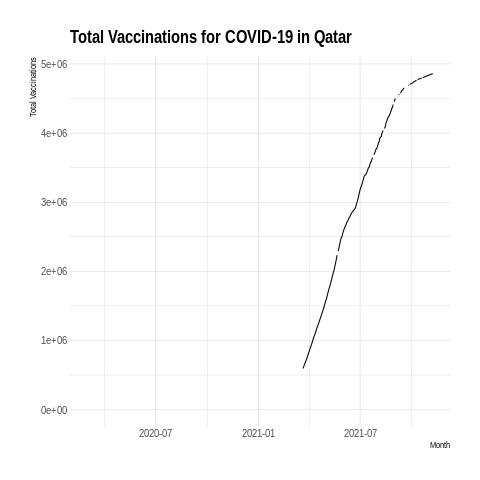 Total Vaccinations for COVID-19 in Qatar
Total Vaccinations
5e+06
4e+06
3e+06
2e+06
1e+06
0e+00
2020-07 2021-01 2021-07
Month